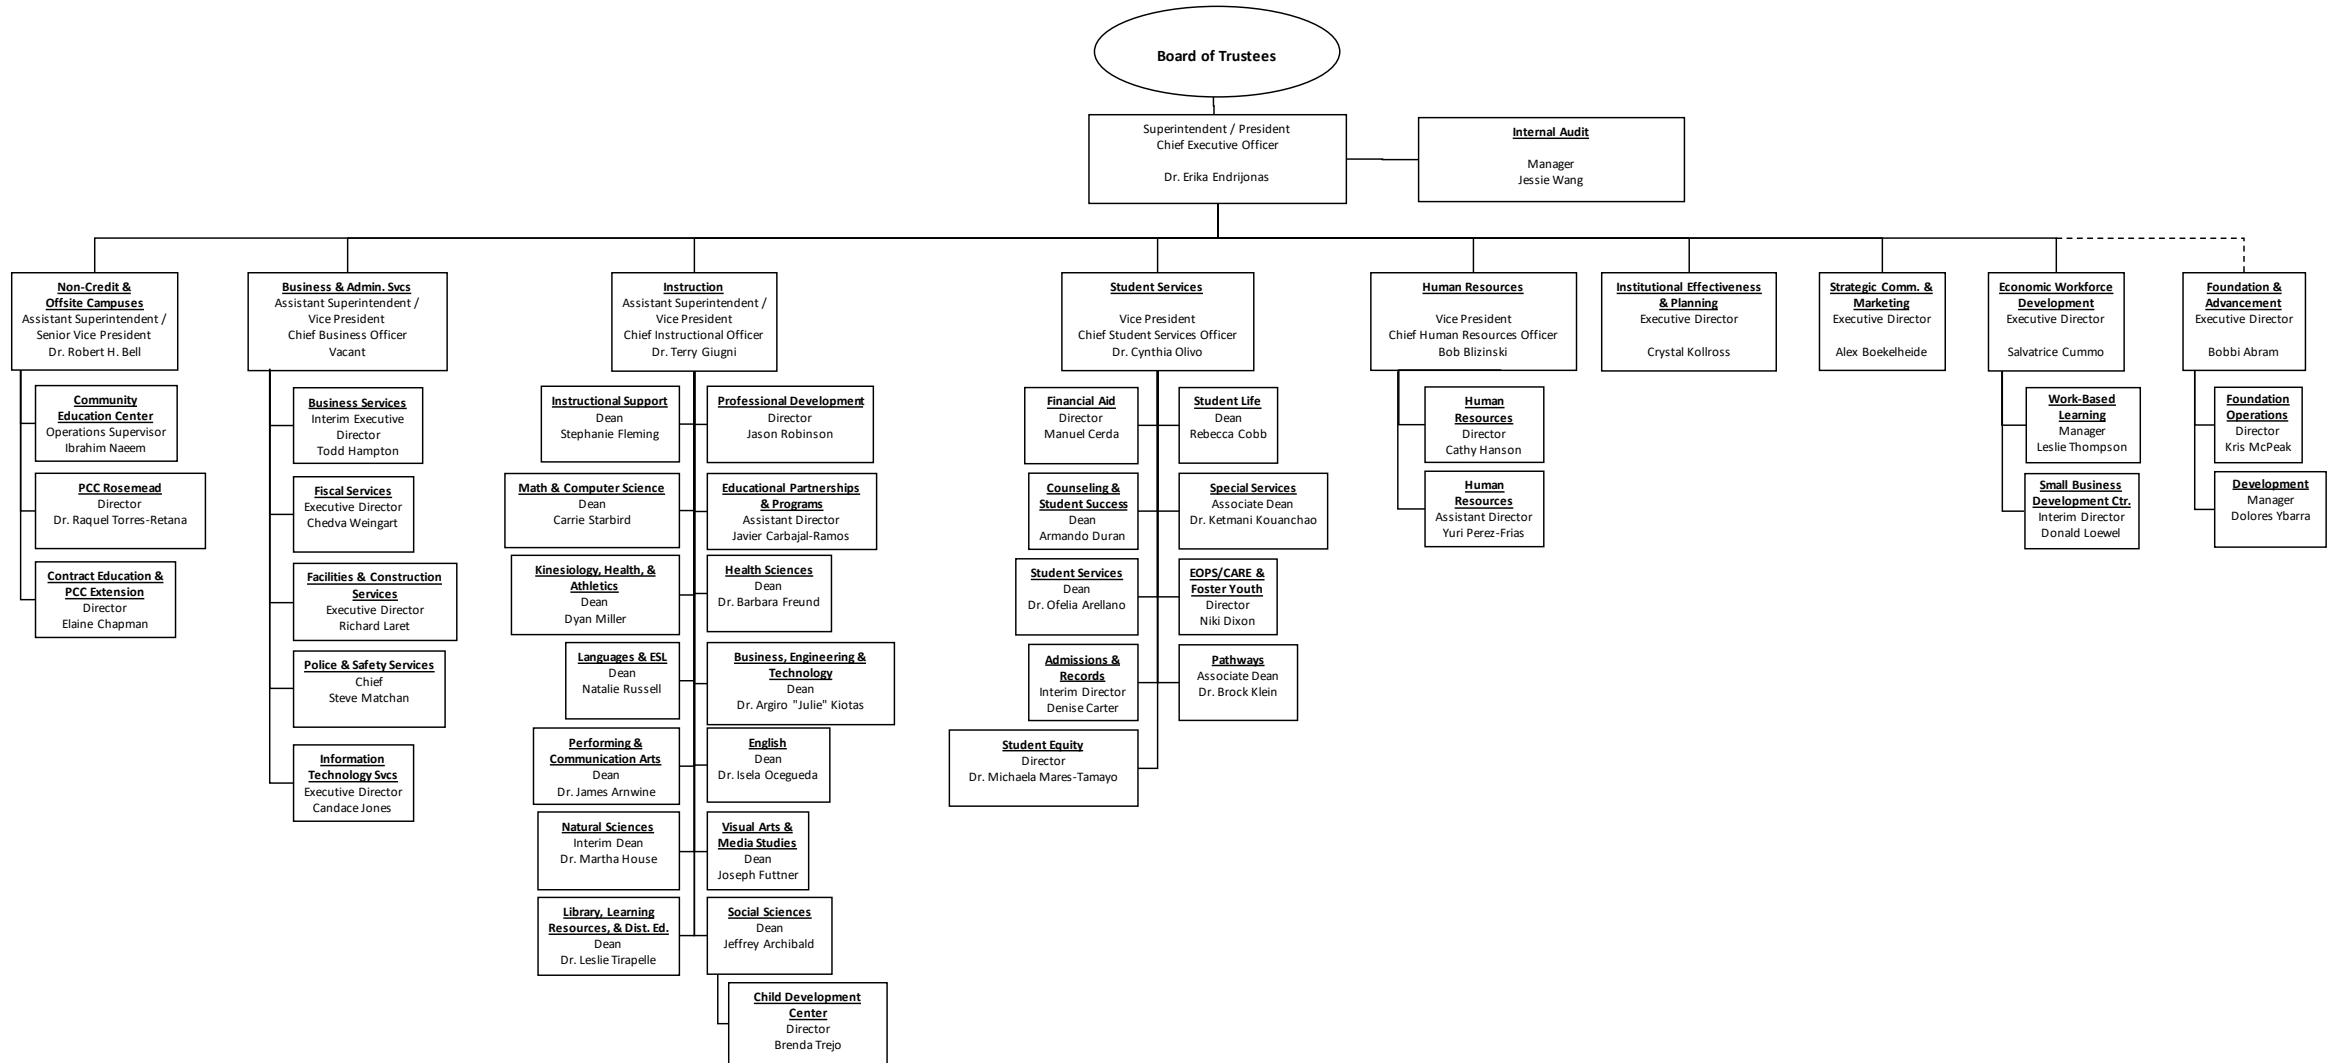 Board of Trustees
Superintendent / President
Chief Executive Officer
Dr. Erika Endrijonas
Internal Audit
Manager
Jessie Wang
Non-Credit &
Offsite Campuses
Assistant Superintendent /
Senior Vice President
Dr. Robert H. Bell
Community
Education Center
Operations Supervisor
Ibrahim Naeem
PCC Rosemead
Director
Dr. Raquel Torres-Retana
Contract Education &
PCC Extension
Director
Elaine Chapman
Business & Admin. Svcs
Assistant Superintendent /
Vice President
Chief Business Officer
Vacant
Business Services
Interim Executive
Director
Todd Hampton
Fiscal Services
Executive Director
Chedva Weingart
Facilities & Construction
Services
Executive Director
Richard Laret
Police & Safety Services
Chief
Steve Matchan
Information
Technology Svcs
Executive Director
Candace Jones
Instruction
Assistant Superintendent /
Vice President
Chief Instructional Officer
Dr. Terry Giugni
Instructional Support
Dean
Stephanie Fleming
Professional Development
Director
Jason Robinson
Math & Computer Science
Dean
Carrie Starbird
Educational Partnerships
& Programs
Assistant Director
Javier Carbajal-Ramos
Kinesiology, Health, &
Athletics
Dean
Dyan Miller
Health Sciences
Dean
Dr. Barbara Freund
Languages & ESL
Dean
Natalie Russell
Business, Engineering &
Technology
Dean
Dr. Argiro "Julie" Kiotas
Performing &
Communication Arts
Dean
Dr. James Arnwine
English
Dean
Dr. Isela Ocegueda
Natural Sciences
Interim Dean
Dr. Martha House
Visual Arts &
Media Studies
Dean
Joseph Futtner
Library, Learning
Resources, & Dist. Ed.
Dean
Dr. Leslie Tirapelle
Social Sciences
Dean
Jeffrey Archibald
Child Development
Center
Director
Brenda Trejo
Student Services
Vice President
Chief Student Services Officer
Dr. Cynthia Olivo
Financial Aid
Director
Manuel Cerda
Student Life
Dean
Rebecca Cobb
Counseling &
Student Success
Dean
Armando Duran
Special Services
Associate Dean
Dr. Ketmani Kouanchao
Student Services
Dean
Dr. Ofelia Arellano
EOPS/CARE &
Foster Youth
Director
Niki Dixon
Admissions &
Records
Interim Director
Denise Carter
Pathways
Associate Dean
Dr. Brock Klein
Student Equity
Director
Dr. Michaela Mares-Tamayo
Human Resources
Vice President
Chief Human Resources Officer
Bob Blizinski
Human
Resources
Director
Cathy Hanson
Human
Resources
Assistant Director
Yuri Perez-Frias
Institutional Effectiveness
& Planning
Executive Director
Crystal Kollross
Strategic Comm. &
Marketing
Executive Director
Alex Boekelheide
Economic Workforce
Development
Executive Director
Salvatrice Cummo
Work-Based
Learning
Manager
Leslie Thompson
Small Business
Development Ctr.
Interim Director
Donald Loewel
Foundation &
Advancement
Executive Director
Bobbi Abram
Foundation
Operations
Director
Kris McPeak
Development
Manager
Dolores Ybarra